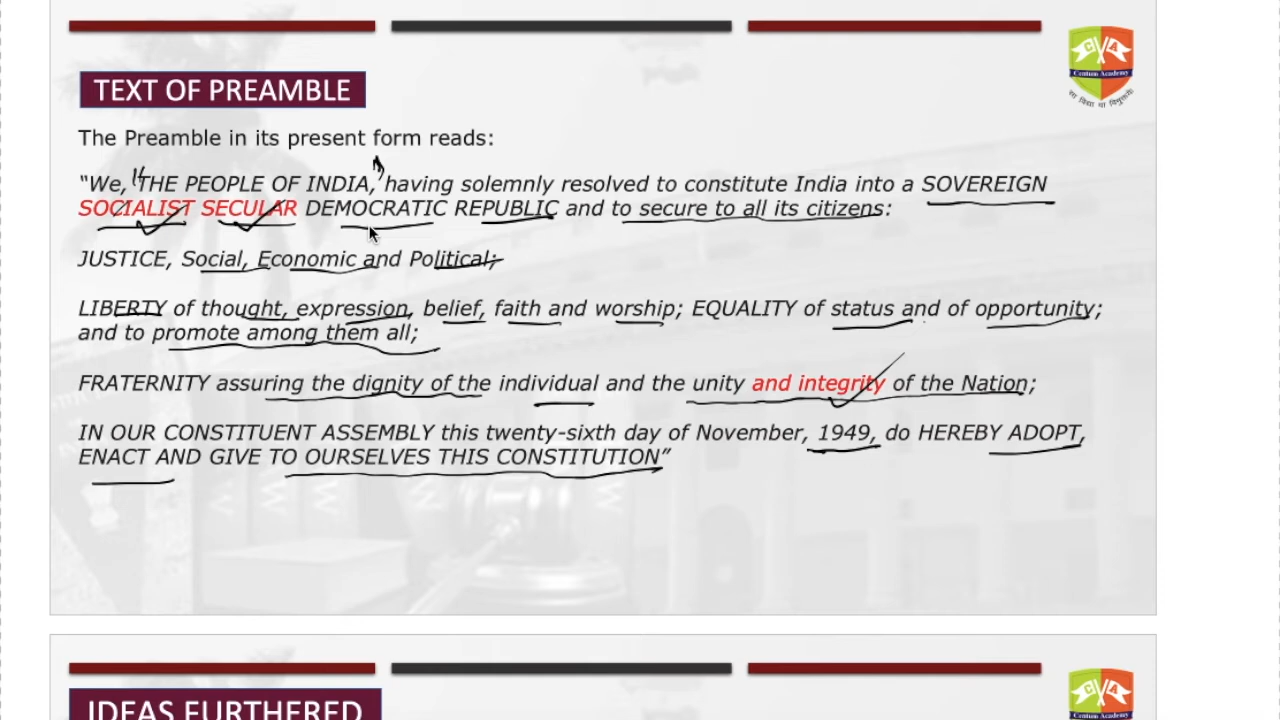 TEXT OF PREAMBLE
The Preamble in its present form reads:
“We, THE PEOPLE OF INDIA, having solemnly resolved to constitute India into a SOVEREIGN
SOCIALIST SECULAR DEMOCRATIC REPUBLIC and to secure to all its citizens:
JUSTICE, Social, Economic and Political;
LIBERTY of thought, expression, belief, faith and worship; EQUALITY of status and of opportunity;
and to promote among them all;
FRATERNITY assuring the dignity of the individual and the unity and integrity of the Nation;
IN OUR CONSTITUENT ASSEMBLY this twenty-sixth day of November, 1949, do HEREBY ADOPT,
ENACT AND GIVE TO OURSELVES THIS CONSTITUTION”
C A
Centum Academy
सा विद्या या विमुक्तये
IDEAS FURTHERED
C A
Centum Academy